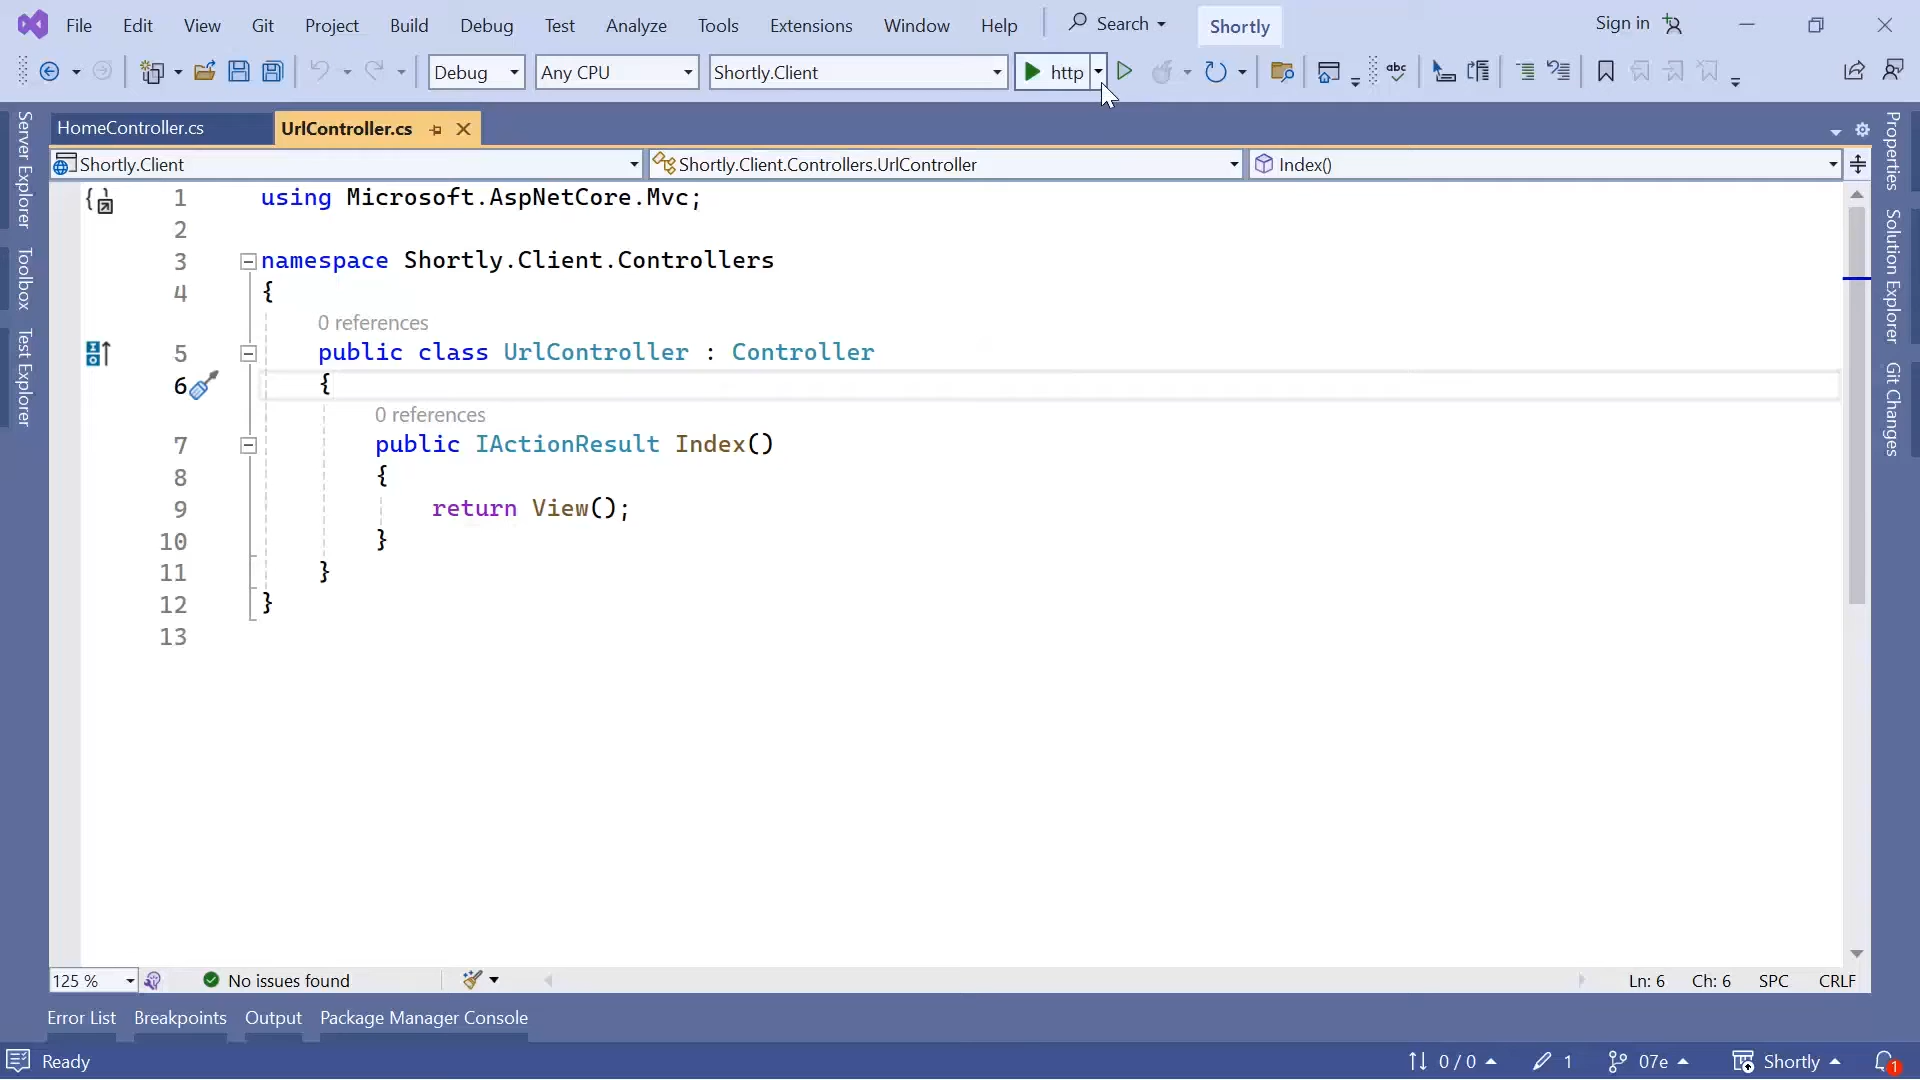 File Edit View Git Project Build Debug Test Analyze Tools Extensions Window Help Search Shortly Sign in
Debug Any CPU Shortly.Client http abc
HomeController.cs UrlController.cs
Shortly.Client Shortly.Client.Controllers.UrlController Index()
Server Explorer
Toolbox
Test Explorer
1 using Microsoft.AspNetCore.Mvc;
2
3 namespace Shortly.Client.Controllers
4 {
0 references
5 public class UrlController : Controller
6 {
0 references
7 public IActionResult Index()
8 {
9 return View();
10 }
11 }
12 }
13
Properties
Solution Explorer
Git Changes
125 % No issues found Ln: 6 Ch: 6 SPC CRLF
Error List Breakpoints Output Package Manager Console
Ready 0 / 0 1 07e Shortly 1